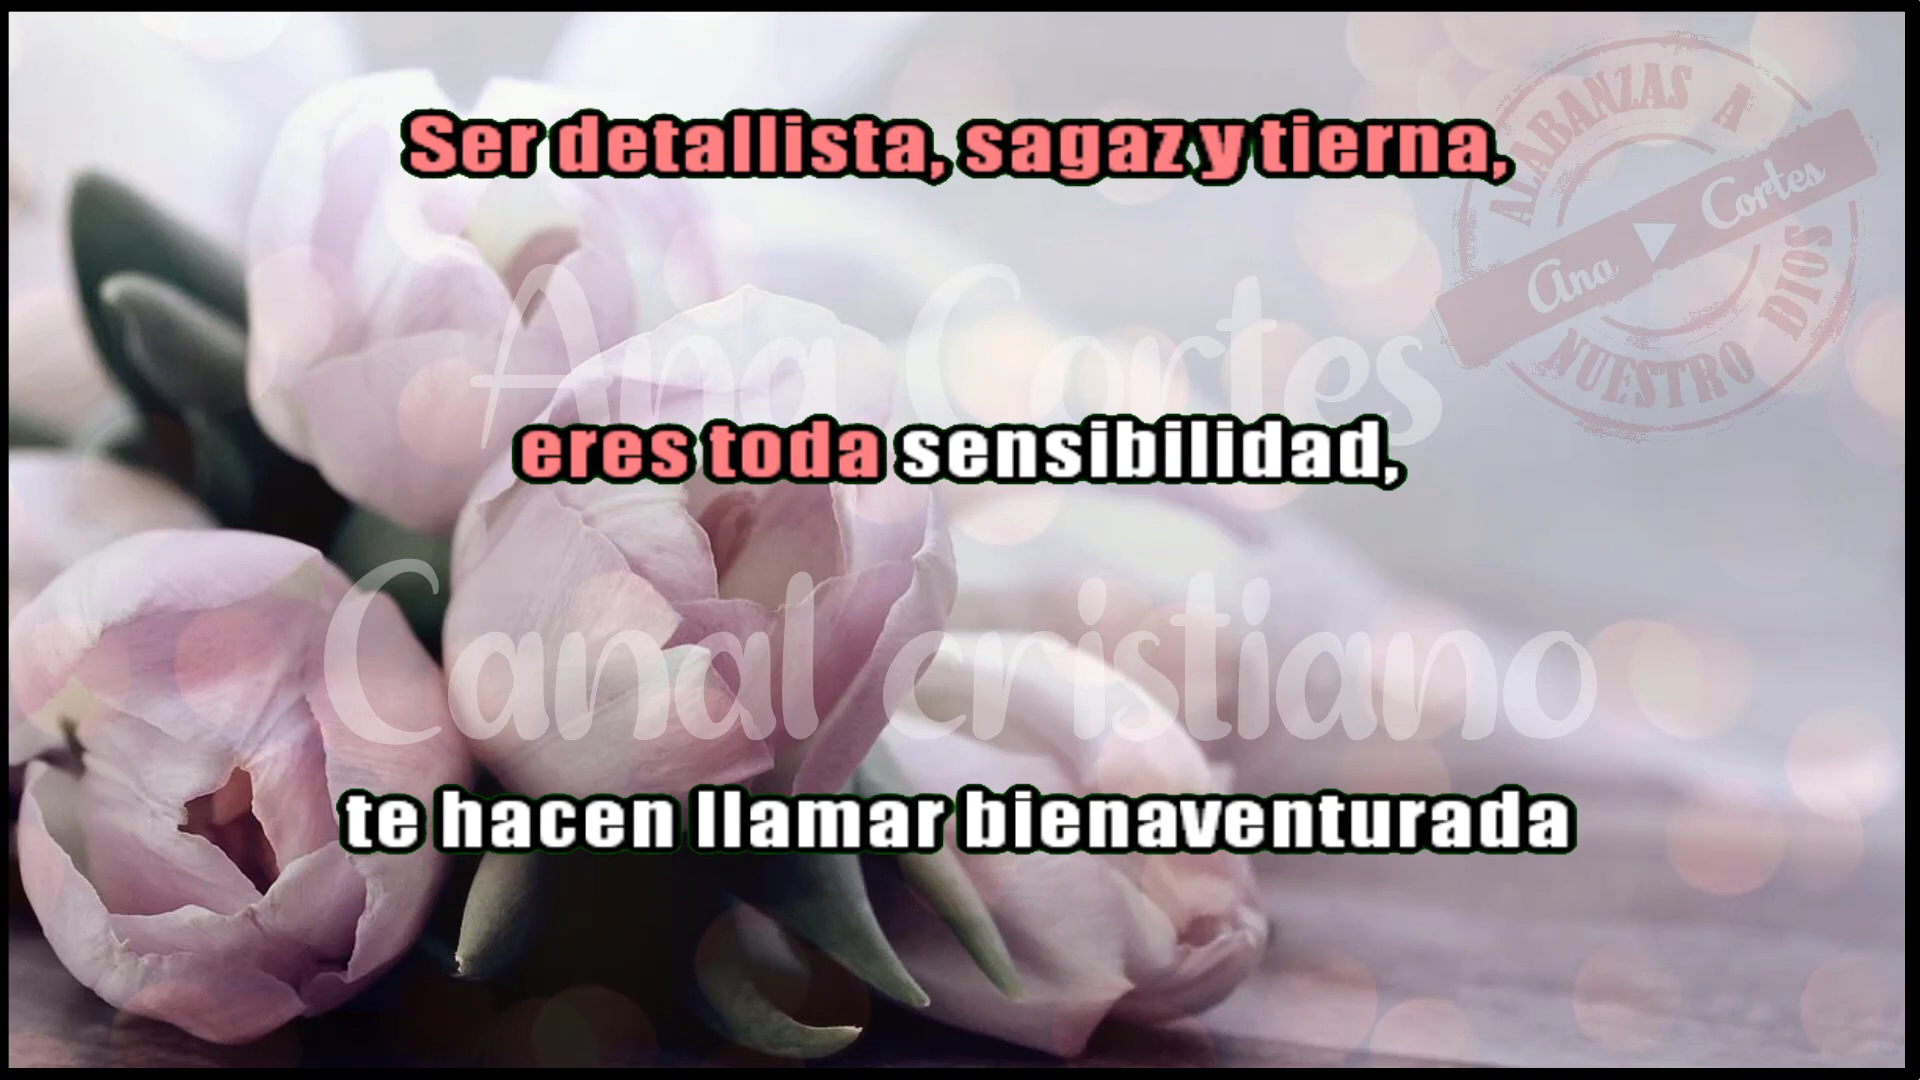 Ser detallista, sagaz y tierna,
ALABANZAS A
Ana Cortes
NUESTRO DIOS
Ana Cortes
eres toda sensibilidad,
Canal cristiano
te hacen llamar bienaventurada